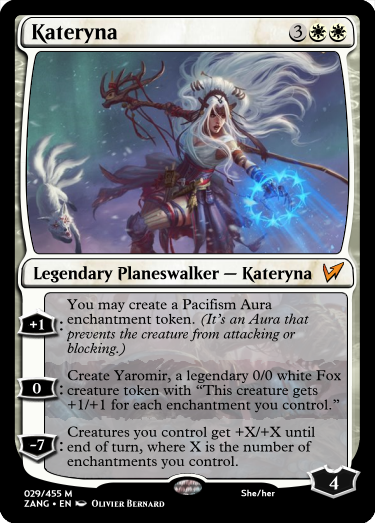 Kateryna 3
Legendary Planeswalker — Kateryna
+1: You may create a Pacifism Aura
enchantment token. (It's an Aura that
prevents the creature from attacking or
blocking.)
0: Create Yaromir, a legendary 0/0 white Fox
creature token with “This creature gets
+1/+1 for each enchantment you control.”
-7: Creatures you control get +X/+X until
end of turn, where X is the number of
enchantments you control.
4
029/455 M She/her
ZANG • EN Olivier Bernard